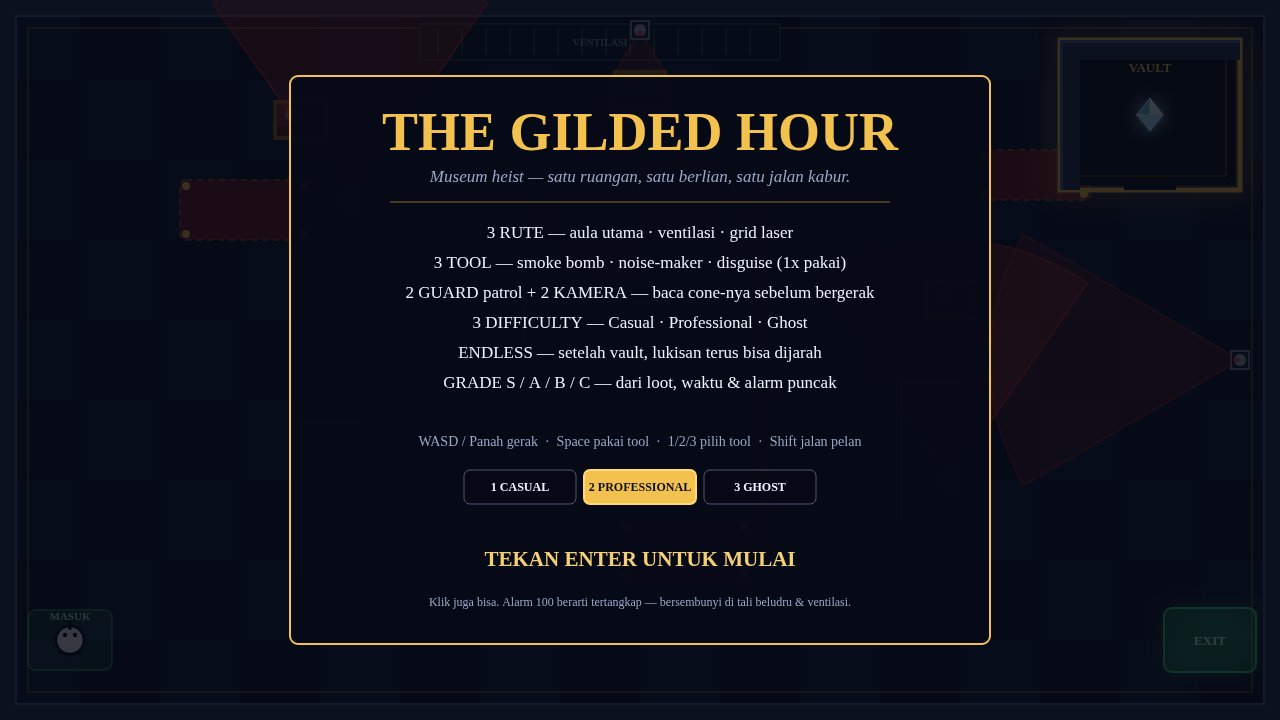 VENTILASI
VAULT
THE GILDED HOUR
Museum heist — satu ruangan, satu berlian, satu jalan kabur.
3 RUTE — aula utama · ventilasi · grid laser
3 TOOL — smoke bomb · noise-maker · disguise (1x pakai)
2 GUARD patrol + 2 KAMERA — baca cone-nya sebelum bergerak
3 DIFFICULTY — Casual · Professional · Ghost
ENDLESS — setelah vault, lukisan terus bisa dijarah
GRADE S / A / B / C — dari loot, waktu & alarm puncak
WASD / Panah gerak · Space pakai tool · 1/2/3 pilih tool · Shift jalan pelan
1 CASUAL
2 PROFESSIONAL
3 GHOST
TEKAN ENTER UNTUK MULAI
Klik juga bisa. Alarm 100 berarti tertangkap — bersembunyi di tali beludru & ventilasi.
MASUK
EXIT